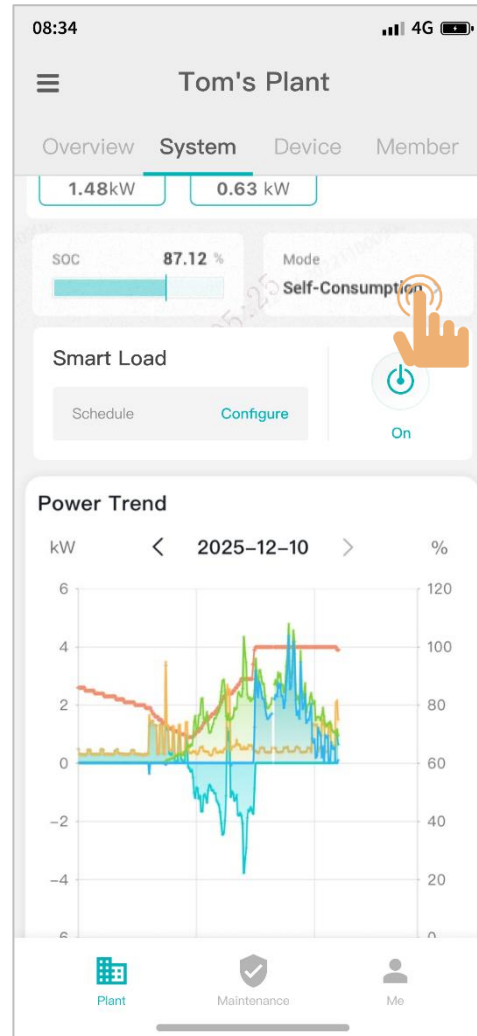 08:34 4G
Tom's Plant
Overview System Device Member
1.48kW 0.63 kW
SOC 87.12 % Mode
Self-Consumption
Smart Load
Schedule Configure
On
Power Trend
kW 2025-12-10 %
6 120
4 100
2 80
0 60
-2 40
-4 20
Plant Maintenance Me